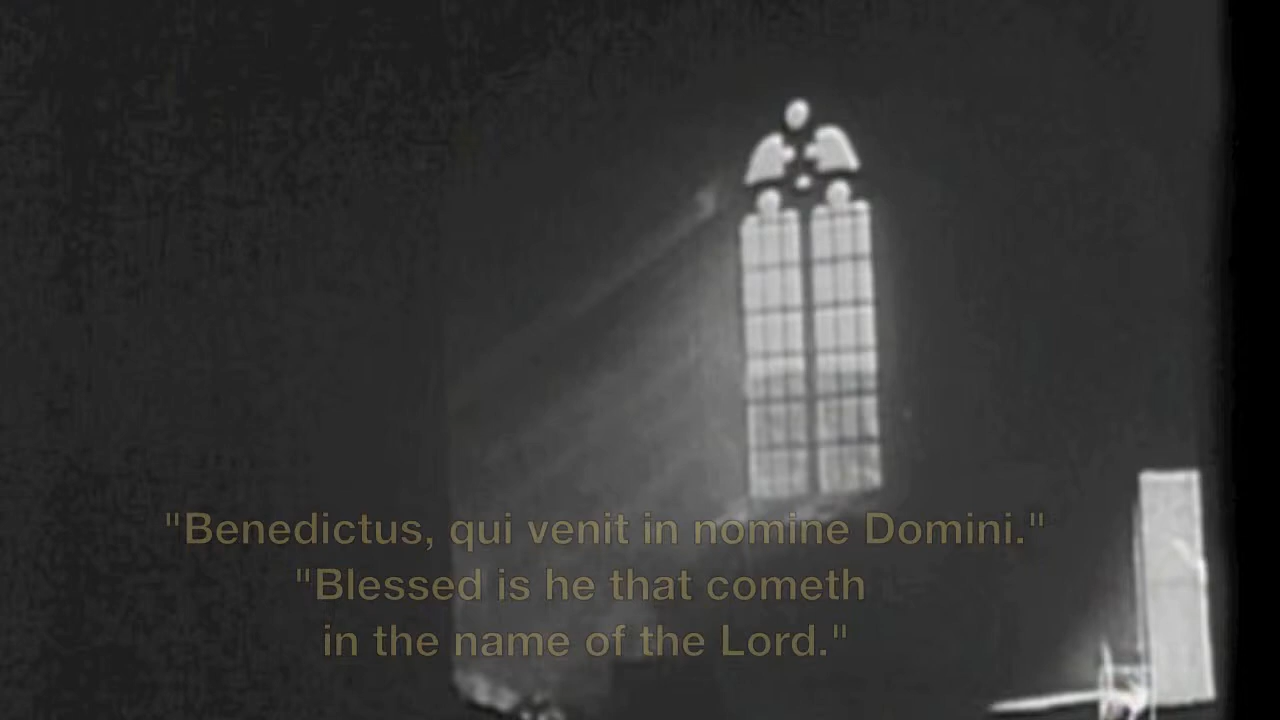 "Benedictus, qui venit in nomine Domini."
"Blessed is he that cometh
in the name of the Lord."